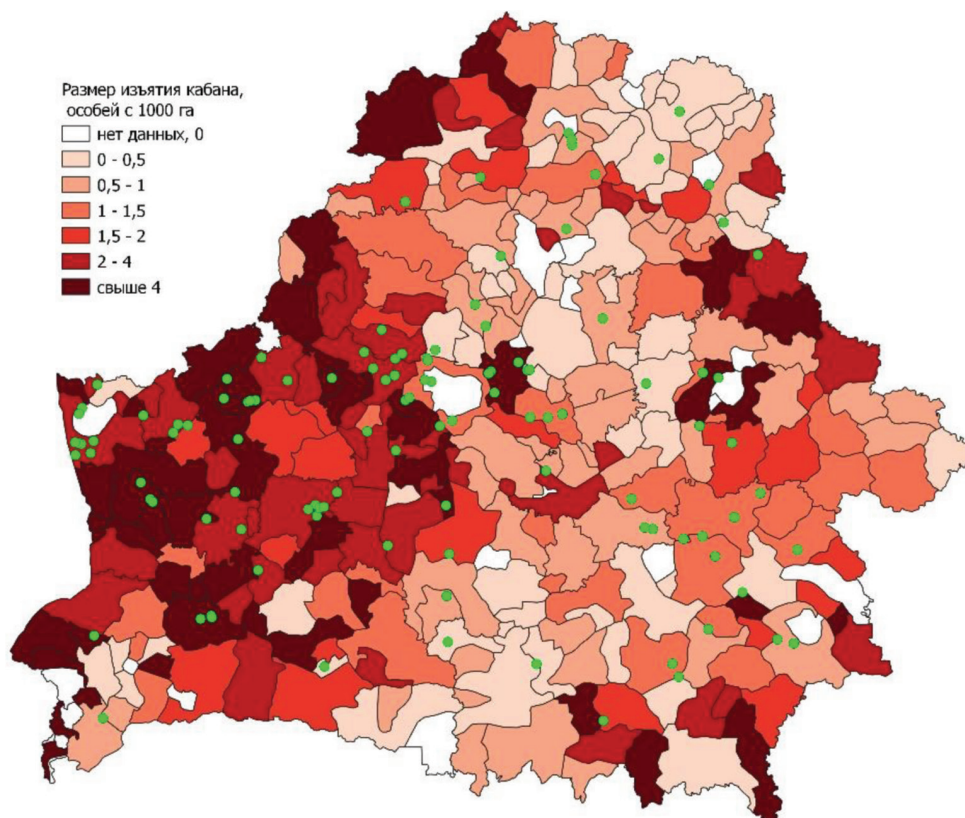 Размер изъятия кабана,
особей с 1000 га
нет данных, 0
0 - 0,5
0,5 - 1
1 - 1,5
1,5 - 2
2 - 4
свыше 4